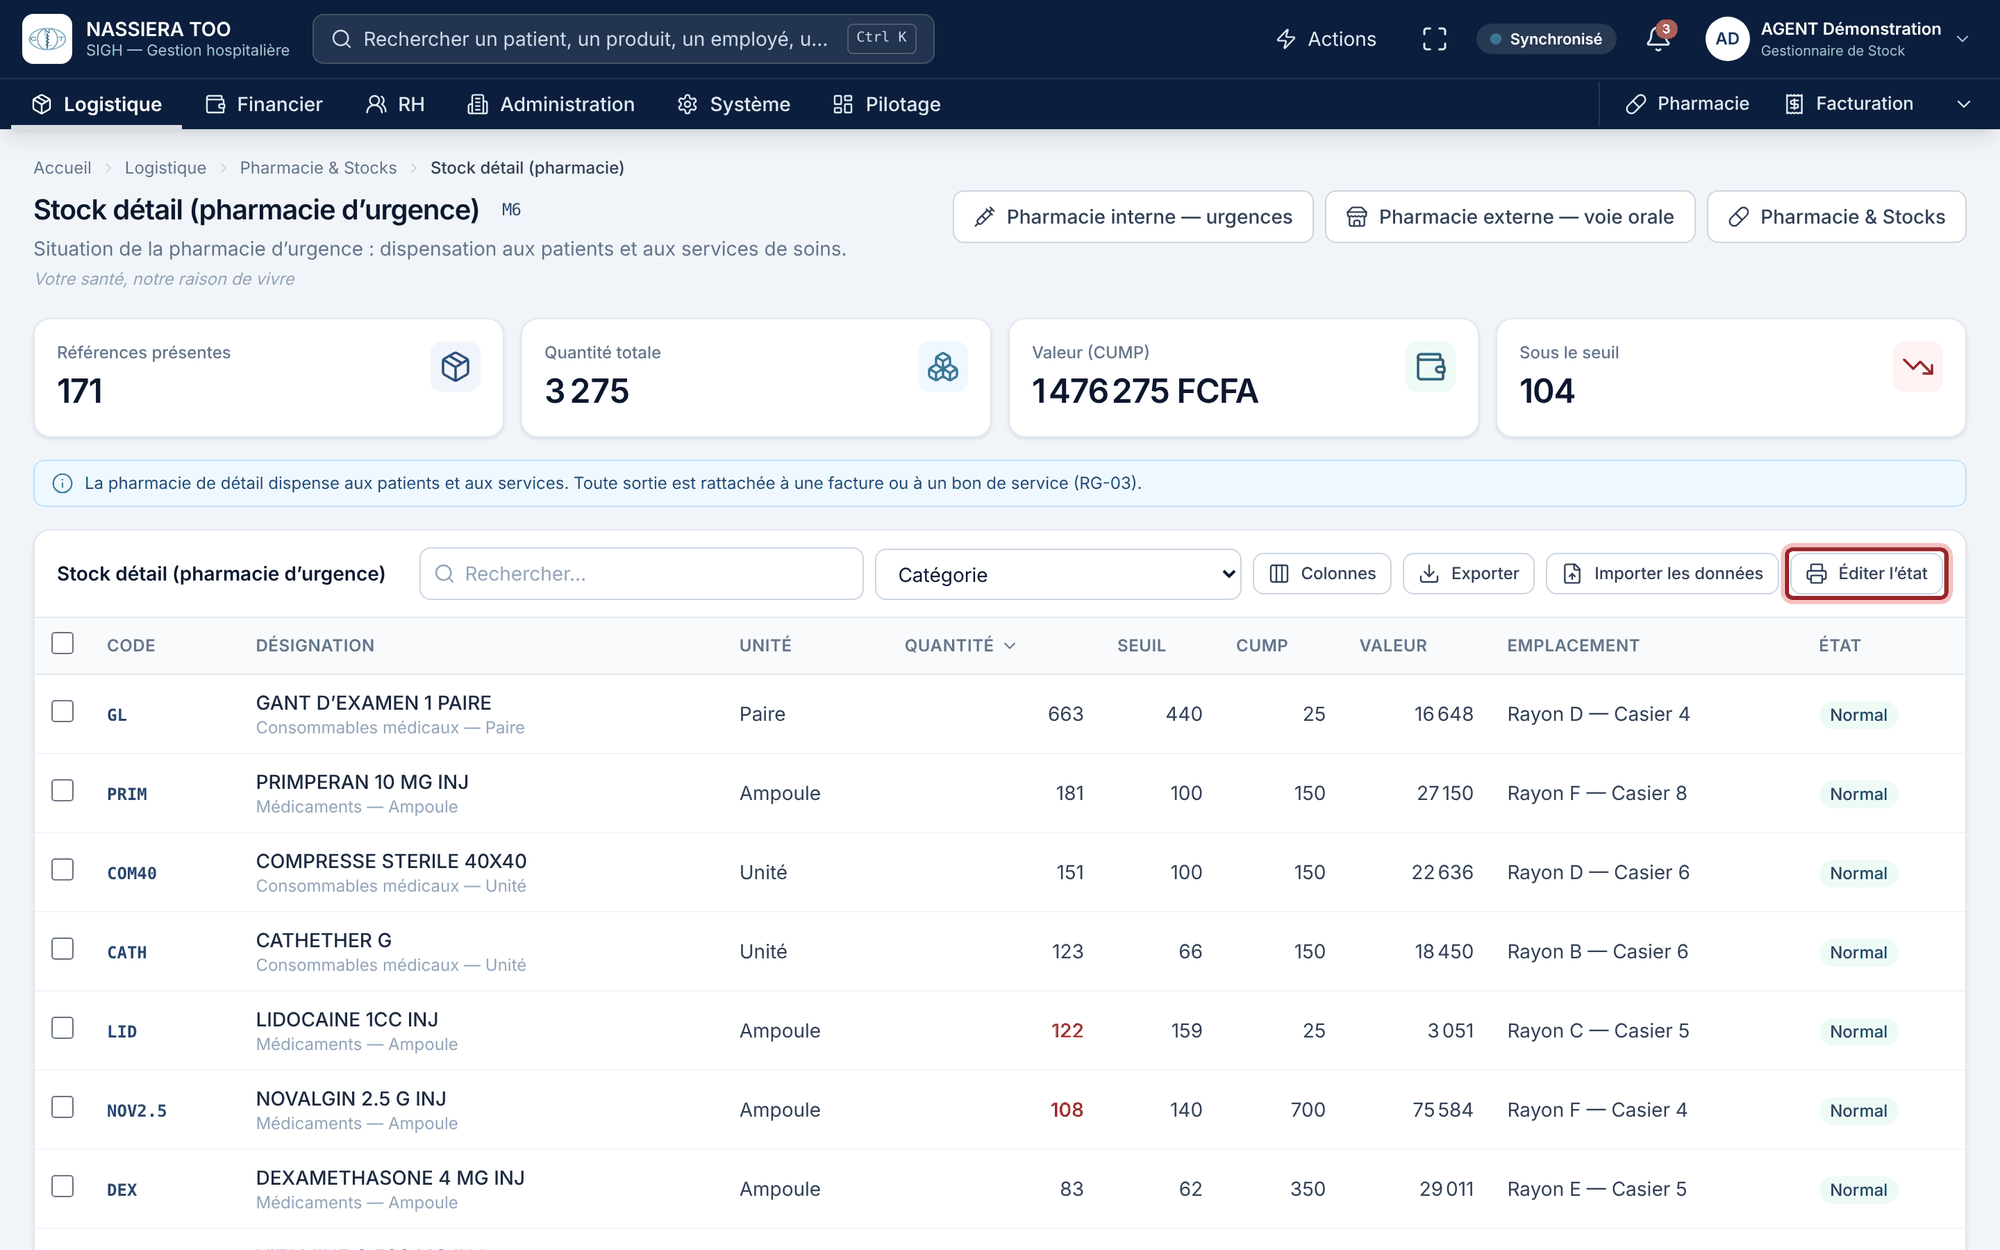 NASSIERA TOO
SIGH — Gestion hospitalière
Rechercher un patient, un produit, un employé, u...
Ctrl K
Actions
Synchronisé
3
AD
AGENT Démonstration
Gestionnaire de Stock
Logistique
Financier
RH
Administration
Système
Pilotage
Pharmacie
Facturation
Accueil
Logistique
Pharmacie & Stocks
Stock détail (pharmacie)
Stock détail (pharmacie d’urgence) M6
Situation de la pharmacie d’urgence : dispensation aux patients et aux services de soins.
Votre santé, notre raison de vivre
Pharmacie interne — urgences
Pharmacie externe — voie orale
Pharmacie & Stocks
Références présentes
171
Quantité totale
3 275
Valeur (CUMP)
1 476 275 FCFA
Sous le seuil
104
La pharmacie de détail dispense aux patients et aux services. Toute sortie est rattachée à une facture ou à un bon de service (RG-03).
Stock détail (pharmacie d’urgence)
Rechercher...
Catégorie
Colonnes
Exporter
Importer les données
Éditer l’état
CODE DÉSIGNATION UNITÉ QUANTITÉ SEUIL CUMP VALEUR EMPLACEMENT ÉTAT
GL GANT D’EXAMEN 1 PAIRE Paire 663 440 25 16 648 Rayon D — Casier 4 Normal
Consommables médicaux — Paire
PRIM PRIMPERAN 10 MG INJ Ampoule 181 100 150 27 150 Rayon F — Casier 8 Normal
Médicaments — Ampoule
COM40 COMPRESSE STERILE 40X40 Unité 151 100 150 22 636 Rayon D — Casier 6 Normal
Consommables médicaux — Unité
CATH CATHETHER G Unité 123 66 150 18 450 Rayon B — Casier 6 Normal
Consommables médicaux — Unité
LID LIDOCAINE 1CC INJ Ampoule 122 159 25 3 051 Rayon C — Casier 5 Normal
Médicaments — Ampoule
NOV2.5 NOVALGIN 2.5 G INJ Ampoule 108 140 700 75 584 Rayon F — Casier 4 Normal
Médicaments — Ampoule
DEX DEXAMETHASONE 4 MG INJ Ampoule 83 62 350 29 011 Rayon E — Casier 5 Normal
Médicaments — Ampoule